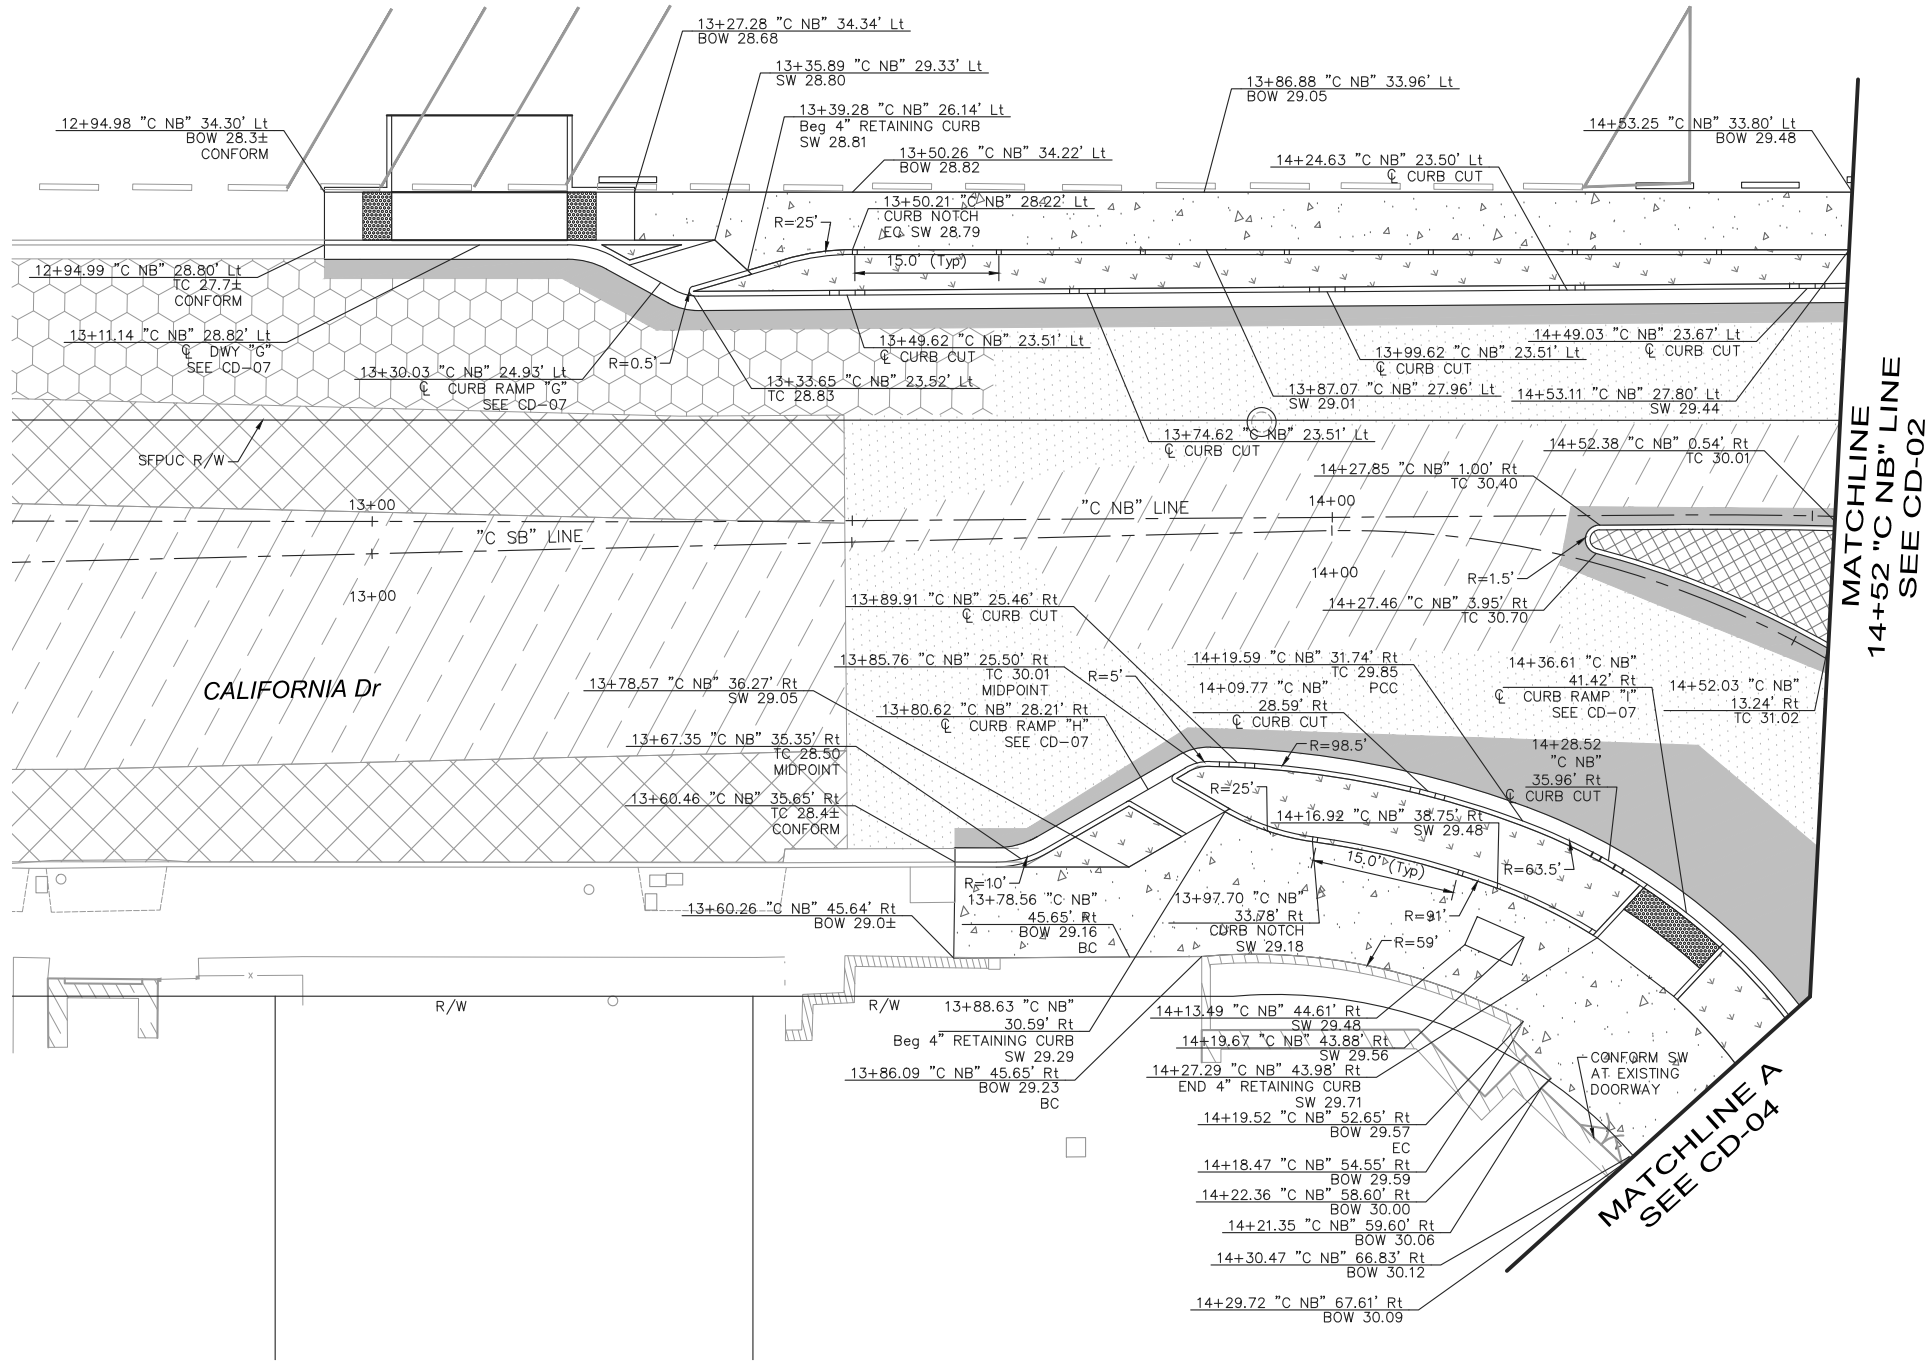 13+27.28 "C NB" 34.34' Lt
BOW 28.68
13+35.89 "C NB" 29.33' Lt
SW 28.80
13+39.28 "C NB" 26.14' Lt
Beg 4" RETAINING CURB
SW 28.81
13+86.88 "C NB" 33.96' Lt
BOW 29.05
12+94.98 "C NB" 34.30' Lt
BOW 28.3±
CONFORM
14+53.25 "C NB" 33.80' Lt
BOW 29.48
13+50.26 "C NB" 34.22' Lt
BOW 28.82
14+24.63 "C NB" 23.50' Lt
℄ CURB CUT
13+50.21 "C NB" 28.22' Lt
CURB NOTCH
EC SW 28.79
R=25'
15.0' (Typ)
12+94.99 "C NB" 28.80' Lt
TC 27.7±
CONFORM
13+11.14 "C NB" 28.82' Lt
℄ DWY "G"
SEE CD-07
13+30.03 "C NB" 24.93' Lt
℄ CURB RAMP "G"
SEE CD-07
R=0.5'
13+49.62 "C NB" 23.51' Lt
℄ CURB CUT
13+33.65 "C NB" 23.52' Lt
TC 28.83
13+99.62 "C NB" 23.51' Lt
℄ CURB CUT
14+49.03 "C NB" 23.67' Lt
℄ CURB CUT
13+87.07 "C NB" 27.96' Lt
SW 29.01
14+53.11 "C NB" 27.80' Lt
SW 29.44
13+74.62 "C NB" 23.51' Lt
℄ CURB CUT
SFPUC R/W
14+52.38 "C NB" 0.54' Rt
TC 30.01
14+27.85 "C NB" 1.00' Rt
TC 30.40
MATCHLINE
14+52 "C NB" LINE
SEE CD-02
13+00
"C SB" LINE
"C NB" LINE
14+00
13+00
14+00
R=1.5'
14+27.46 "C NB" 3.95' Rt
TC 30.70
13+89.91 "C NB" 25.46' Rt
℄ CURB CUT
CALIFORNIA Dr
13+85.76 "C NB" 25.50' Rt
TC 30.01
MIDPOINT
R=5'
14+19.59 "C NB" 31.74' Rt
TC 29.85
PCC
14+36.61 "C NB"
41.42' Rt
℄ CURB RAMP "I"
SEE CD-07
14+52.03 "C NB"
13.24' Rt
TC 31.02
13+78.57 "C NB" 36.27' Rt
SW 29.05
14+09.77 "C NB"
28.59' Rt
℄ CURB CUT
13+80.62 "C NB" 28.21' Rt
℄ CURB RAMP "H"
SEE CD-07
13+67.35 "C NB" 35.35' Rt
TC 28.50
MIDPOINT
R=98.5'
14+28.52
"C NB"
35.96' Rt
℄ CURB CUT
13+60.46 "C NB" 35.65' Rt
TC 28.4±
CONFORM
R=25'
14+16.92 "C NB" 38.75' Rt
SW 29.48
15.0' (Typ)
R=63.5'
R=10'
13+78.56 "C NB"
45.65' Rt
BOW 29.16
BC
13+97.70 "C NB"
33.78' Rt
CURB NOTCH
SW 29.18
R=91'
R=59'
13+60.26 "C NB" 45.64' Rt
BOW 29.0±
x
R/W
R/W
13+88.63 "C NB"
30.59' Rt
Beg 4" RETAINING CURB
SW 29.29
13+86.09 "C NB" 45.65' Rt
BOW 29.23
BC
14+13.49 "C NB" 44.61' Rt
SW 29.48
14+19.67 "C NB" 43.88' Rt
SW 29.56
14+27.29 "C NB" 43.98' Rt
END 4" RETAINING CURB
SW 29.71
CONFORM SW
AT EXISTING
DOORWAY
14+19.52 "C NB" 52.65' Rt
BOW 29.57
EC
14+18.47 "C NB" 54.55' Rt
BOW 29.59
14+22.36 "C NB" 58.60' Rt
BOW 30.00
14+21.35 "C NB" 59.60' Rt
BOW 30.06
14+30.47 "C NB" 66.83' Rt
BOW 30.12
14+29.72 "C NB" 67.61' Rt
BOW 30.09
MATCHLINE A
SEE CD-04